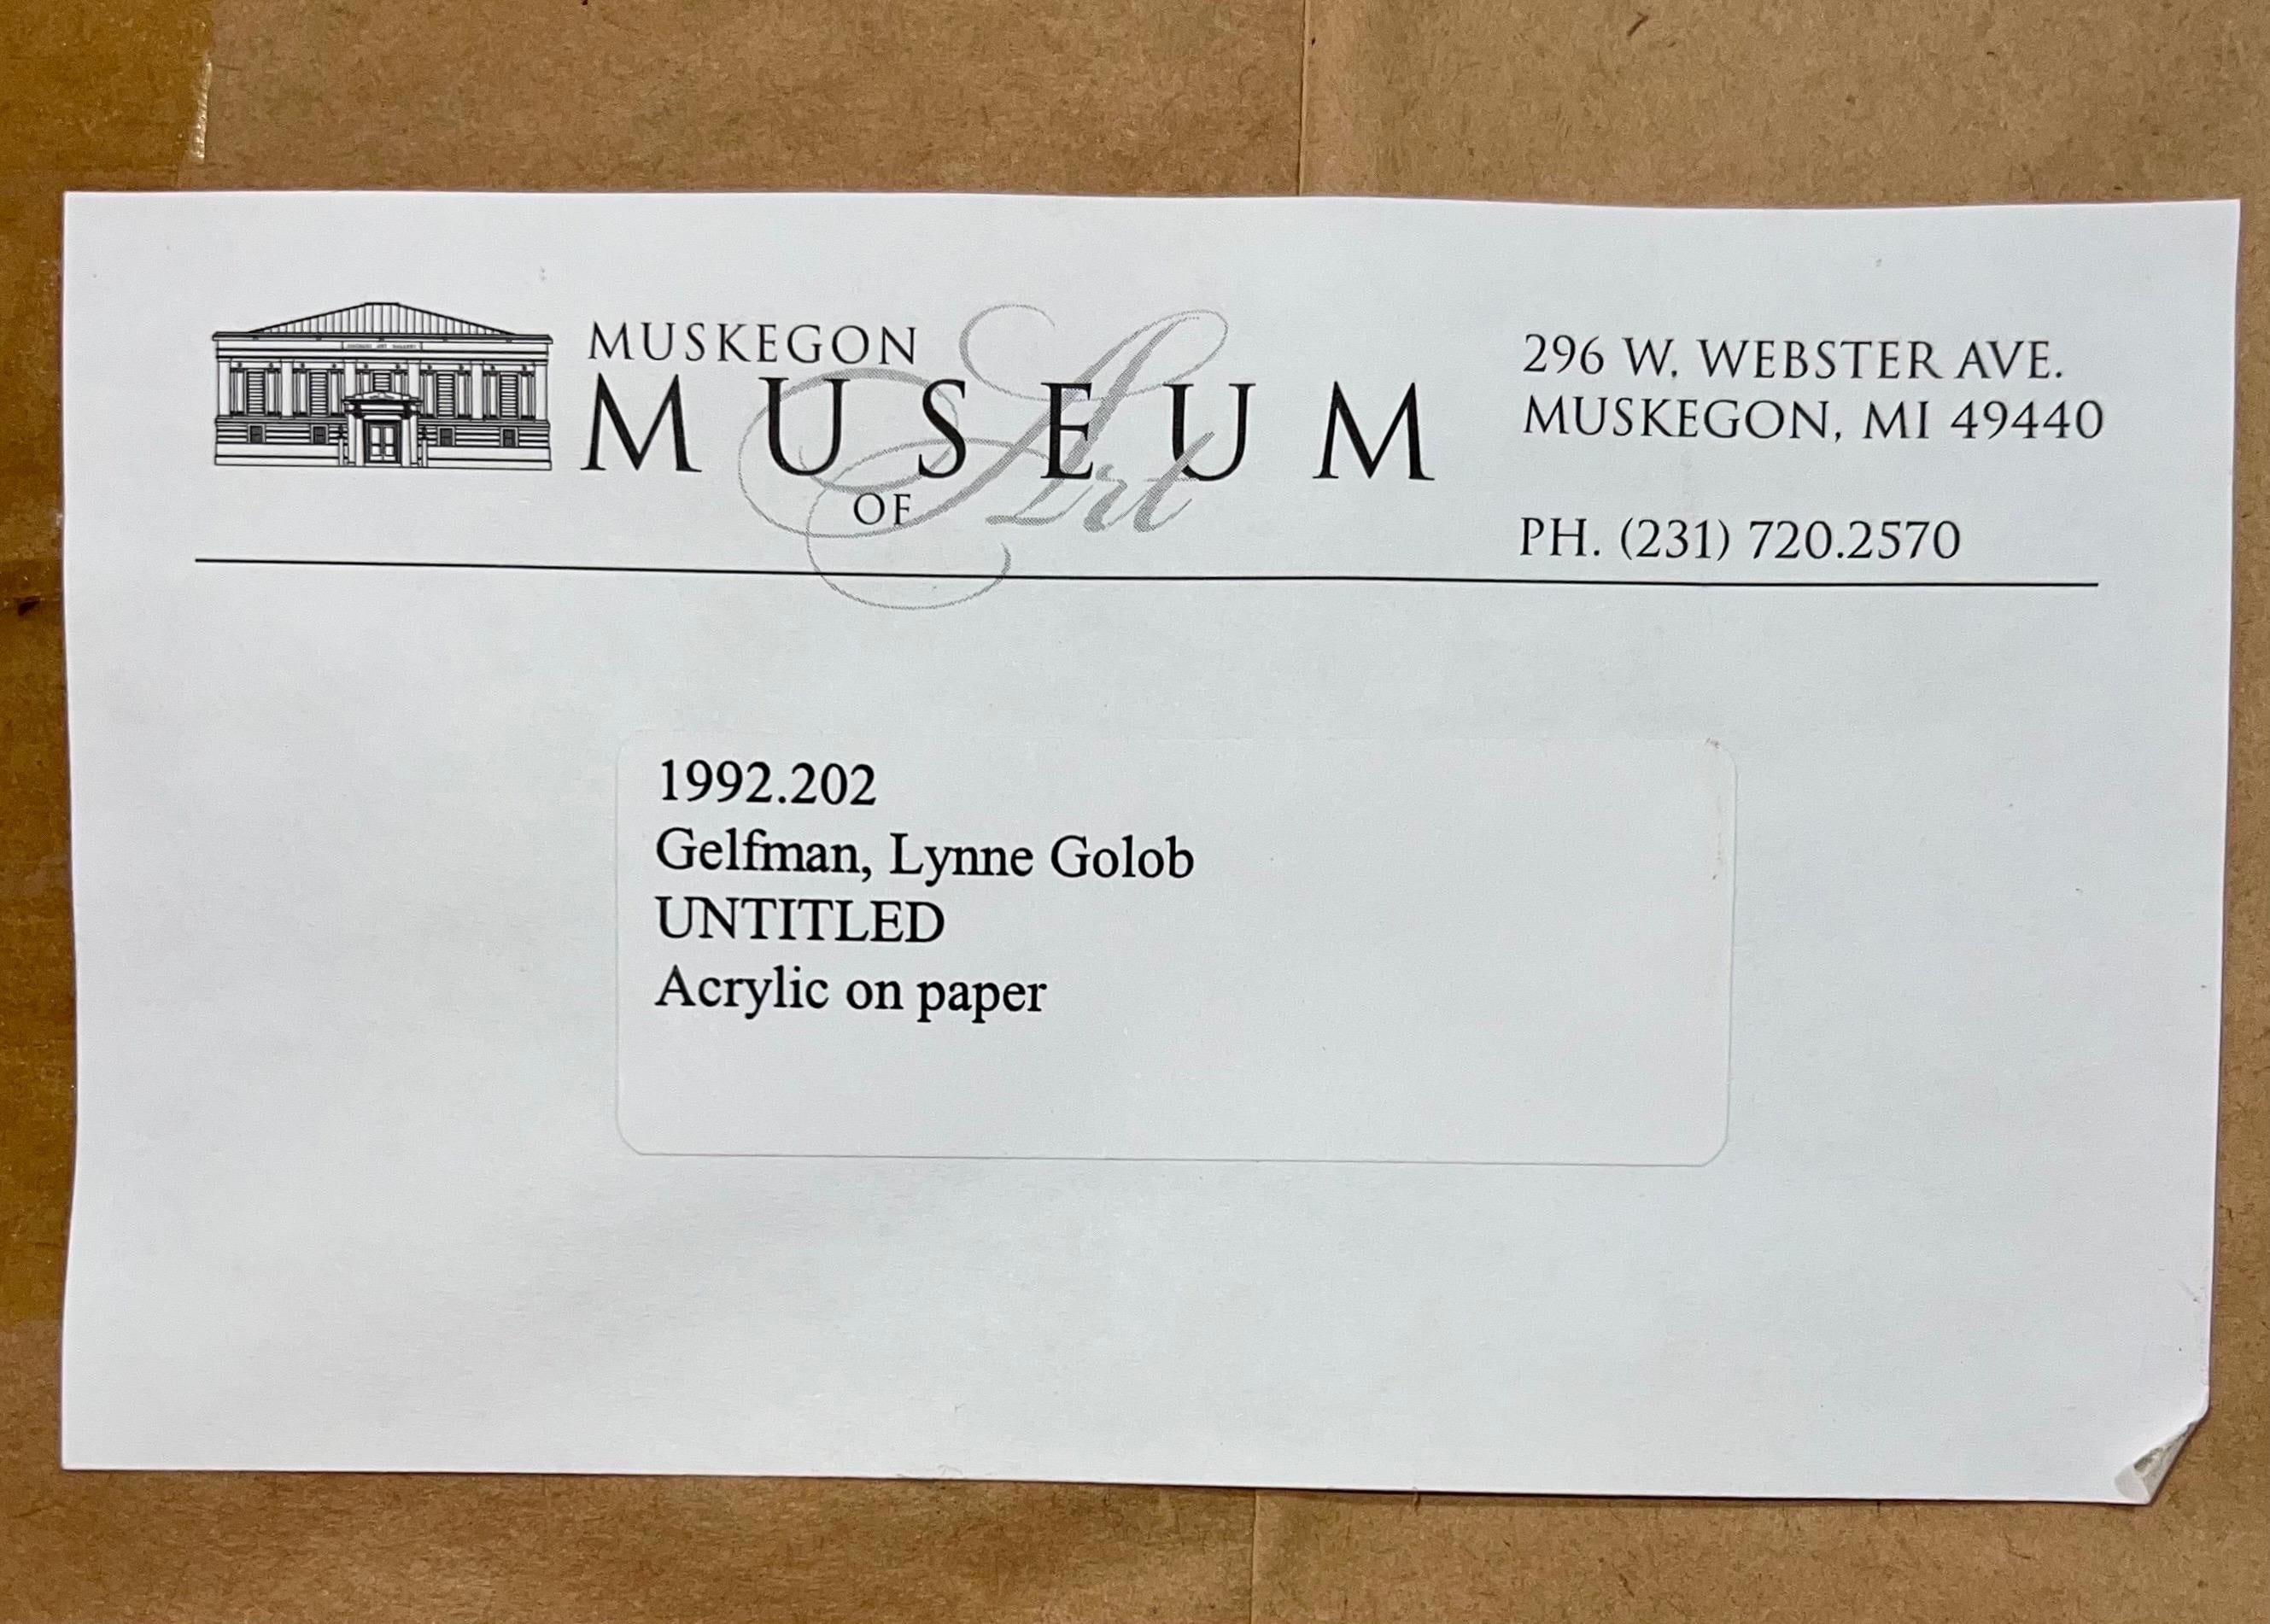 MUSKEGON
MUSEUM
OF Art
296 W. WEBSTER AVE.
MUSKEGON, MI 49440
PH. (231) 720.2570
1992.202
Gelfman, Lynne Golob
UNTITLED
Acrylic on paper